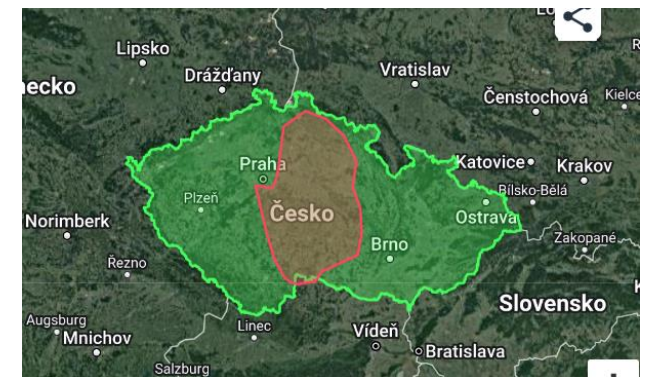 Lipsko
Drážďany
Vratislav
Čenstochová
Kielce
Praha
Katovice
Krakov
Plzeň
Bílsko-Bělá
Česko
Ostrava
Norimberk
Brno
Zakopané
Řezno
Slovensko
Augsburg
Linec
Vídeň
Mnichov
Bratislava
Salzburg